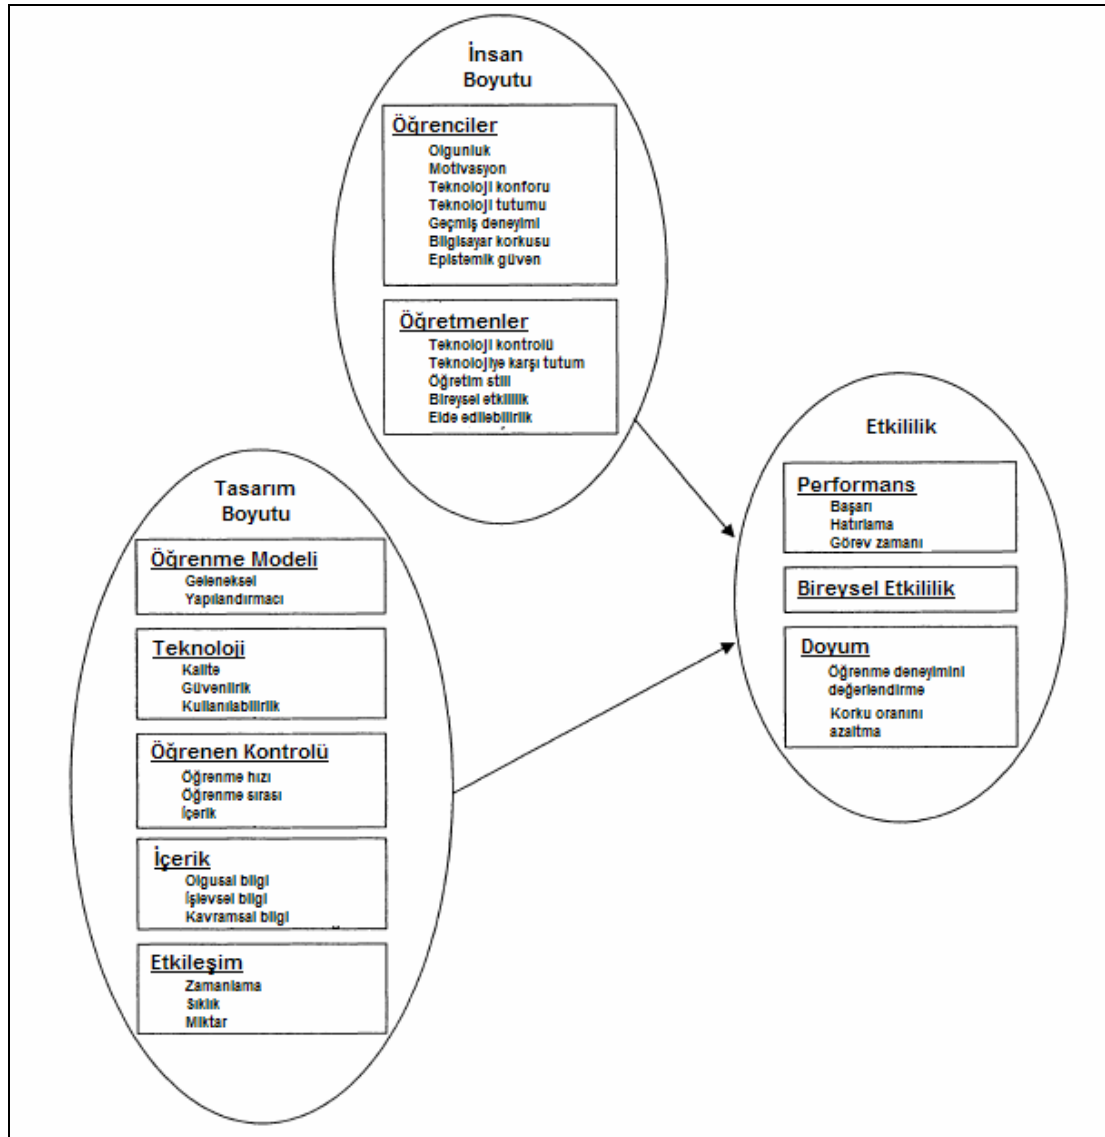 İnsan
Boyutu
Öğrenciler
Olgunluk
Motivasyon
Teknoloji konforu
Teknoloji tutumu
Geçmiş deneyimi
Bilgisayar korkusu
Epistemik güven
Öğretmenler
Teknoloji kontrolü
Teknolojiye karşı tutum
Öğretim stili
Bireysel etkililik
Elde edilebilirlik
Tasarım
Boyutu
Öğrenme Modeli
Geleneksel
Yapılandırmacı
Teknoloji
Kalite
Güvenlirik
Kullanılabilirlik
Öğrenen Kontrolü
Öğrenme hızı
Öğrenme sırası
İçerik
İçerik
Olgusal bilgi
İşlevsel bilgi
Kavramsal bilgi
Etkileşim
Zamanlama
Sıklık
Miktar
Etkililik
Performans
Başarı
Hatırlama
Görev zamanı
Bireysel Etkililik
Doyum
Öğrenme deneyimini
değerlendirme
Korku oranını
azaltma